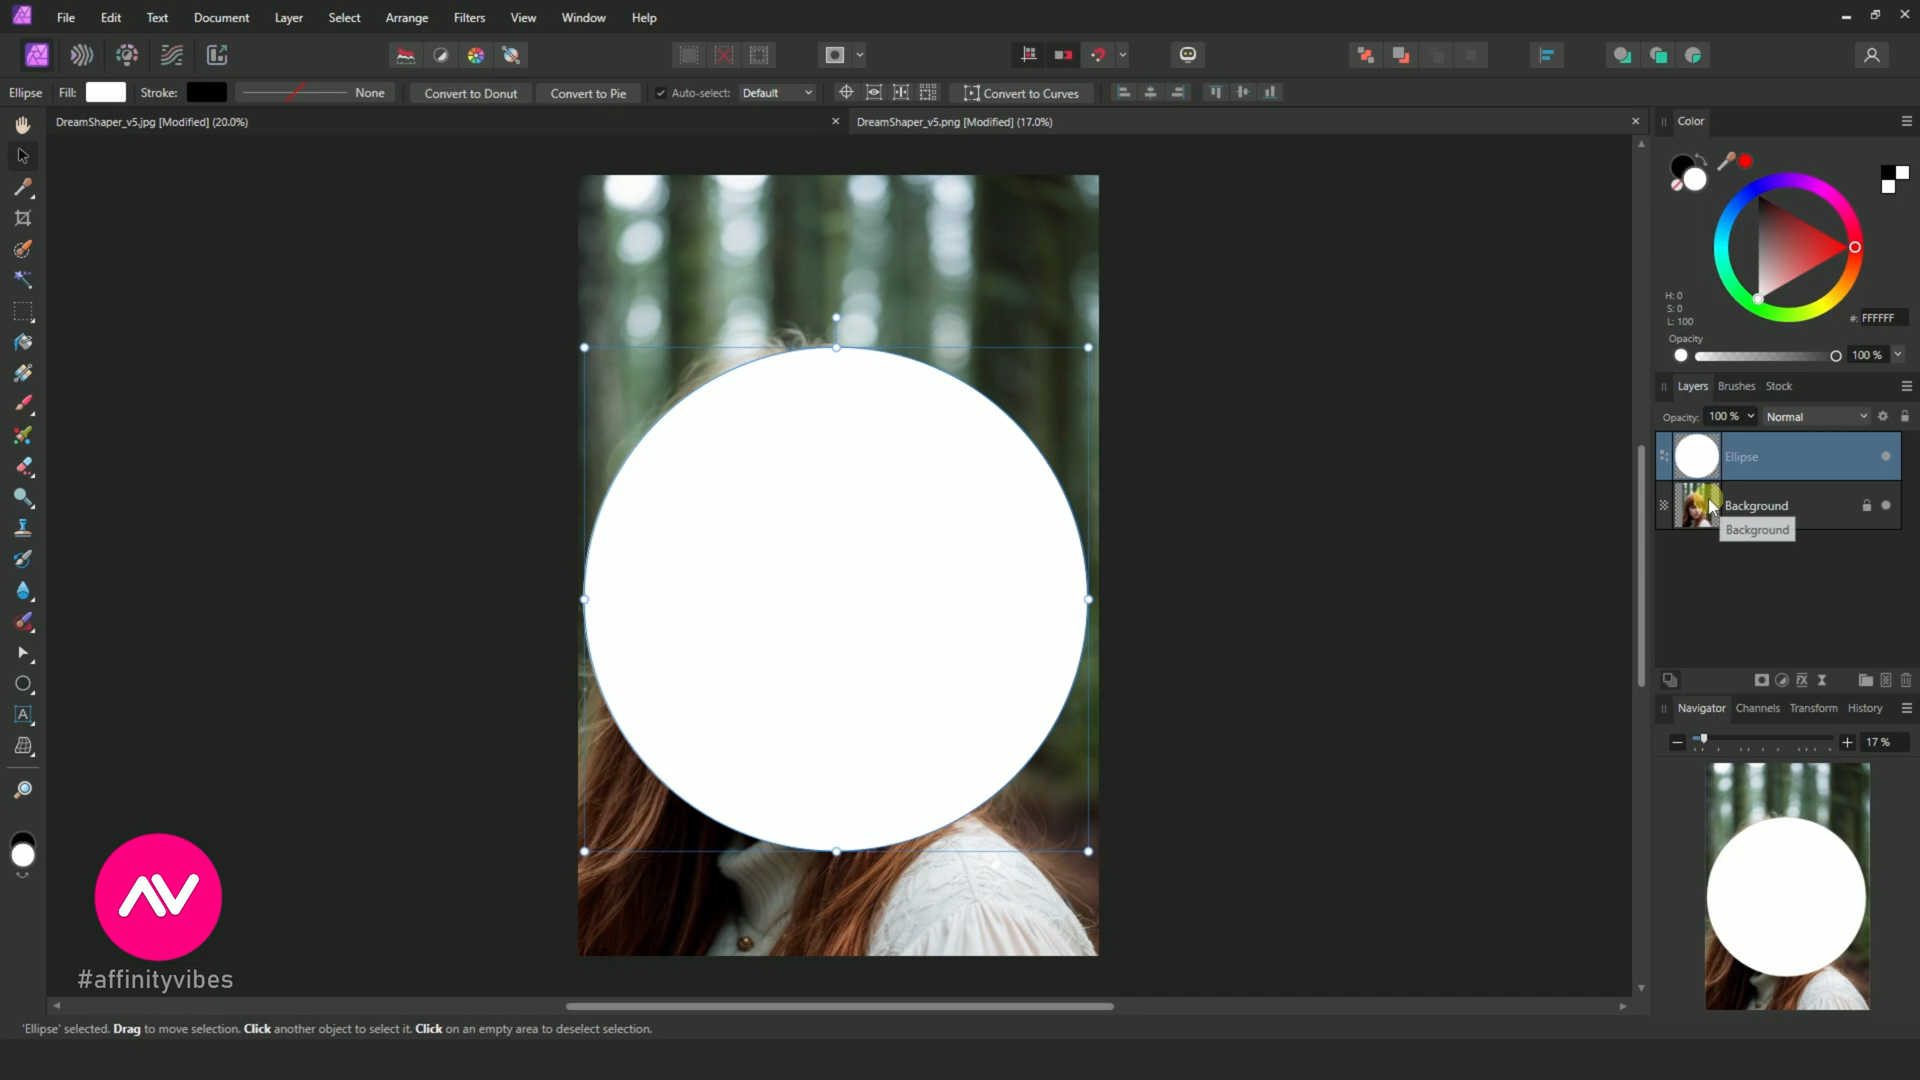 File Edit Text Document Layer Select Arrange Filters View Window Help
Ellipse Fill: Stroke: None Convert to Donut Convert to Pie Auto-select: Default Convert to Curves
DreamShaper_v5.jpg [Modified] (20.0%)
DreamShaper_v5.png [Modified] (17.0%)
Color
H: 0
S: 0
L: 100
#: FFFFFF
Opacity
100 %
Layers Brushes Stock
Opacity: 100 % Normal
Ellipse
Background
Background
Navigator Channels Transform History
17 %
AV
#affinityvibes
'Ellipse' selected. Drag to move selection. Click another object to select it. Click on an empty area to deselect selection.